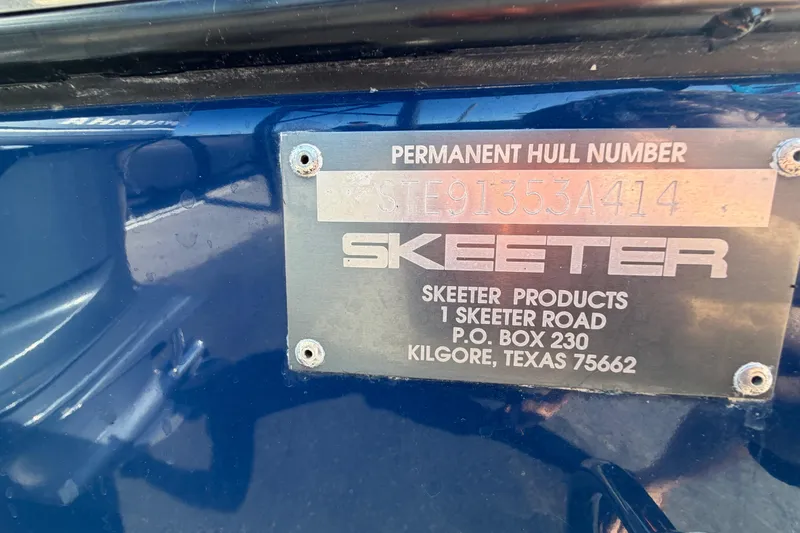 PERMANENT HULL NUMBER
STE91353A414
SKEETER
SKEETER PRODUCTS
1 SKEETER ROAD
P.O. BOX 230
KILGORE, TEXAS 75662